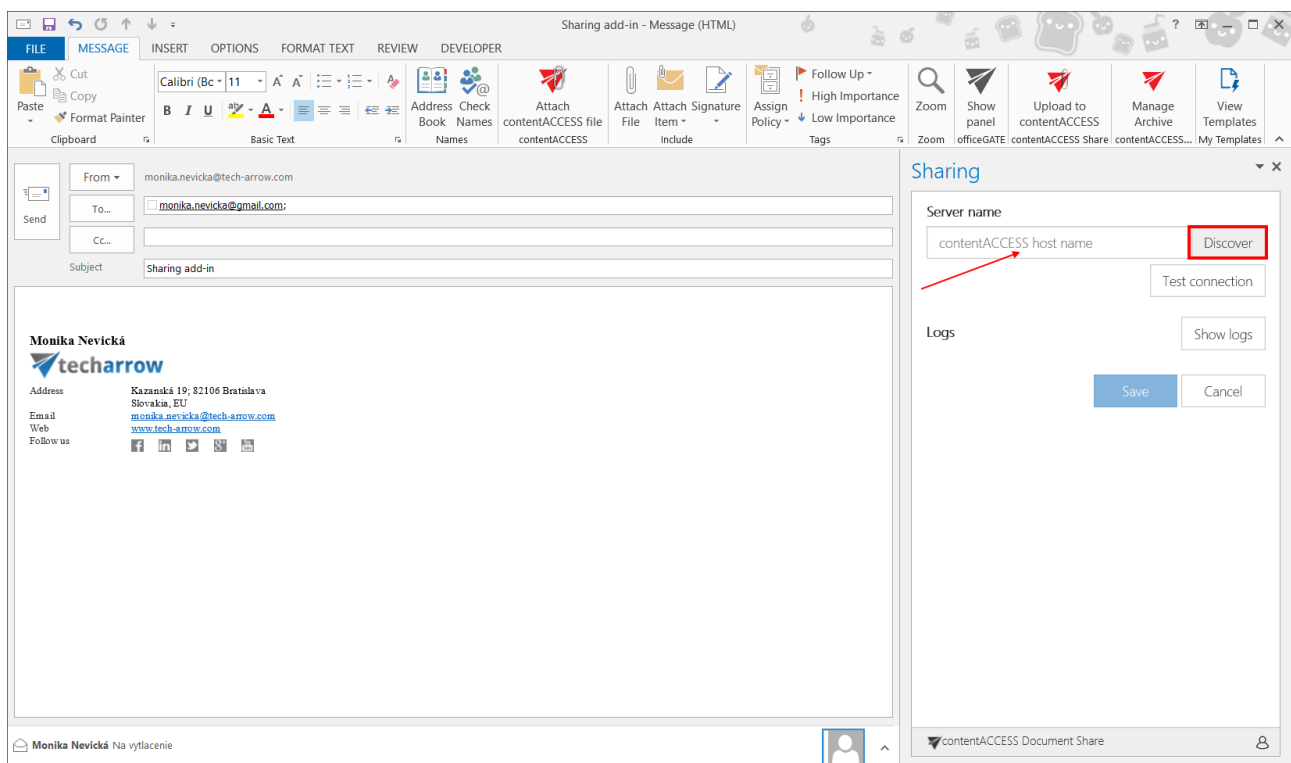 Sharing add-in - Message (HTML)
?
FILE MESSAGE INSERT OPTIONS FORMAT TEXT REVIEW DEVELOPER
Paste
Cut
Copy
Format Painter
Clipboard
Calibri (Bc 11 A A
B I U aby A
Basic Text
Address Book
Check Names
Names
Attach contentACCESS file
contentACCESS
Attach File
Attach Item
Signature
Include
Assign Policy
Follow Up
High Importance
Low Importance
Tags
Zoom
Zoom
Show panel
officeGATE
Upload to contentACCESS
contentACCESS Share
Manage Archive
contentACCESS...
View Templates
My Templates
Send
From monika.nevicka@tech-arrow.com
To... monika.nevicka@gmail.com;
Cc...
Subject Sharing add-in
Monika Nevická
techarrow
Address Kazanská 19; 82106 Bratislava
Slovakia, EU
Email monika.nevicka@tech-arrow.com
Web www.tech-arrow.com
Follow us
Monika Nevická Na vytlacenie
Sharing
Server name
contentACCESS host name Discover
Test connection
Logs Show logs
Save Cancel
contentACCESS Document Share